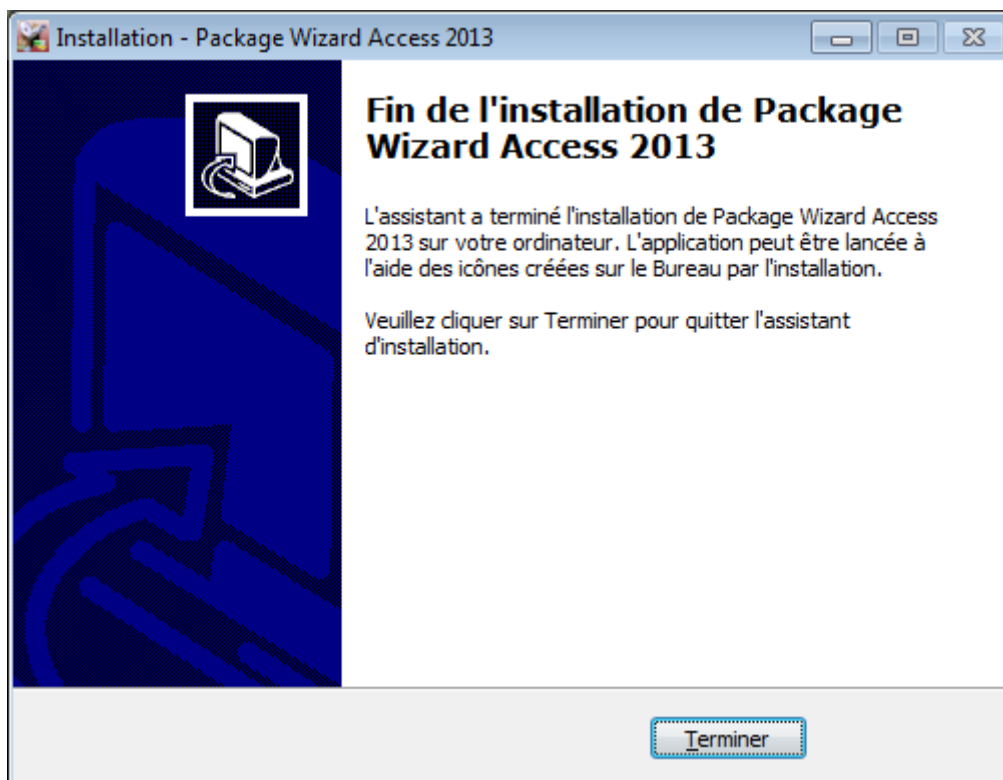 Installation - Package Wizard Access 2013
Fin de l'installation de Package
Wizard Access 2013
L'assistant a terminé l'installation de Package Wizard Access
2013 sur votre ordinateur. L'application peut être lancée à
l'aide des icônes créées sur le Bureau par l'installation.
Veuillez cliquer sur Terminer pour quitter l'assistant
d'installation.
Terminer